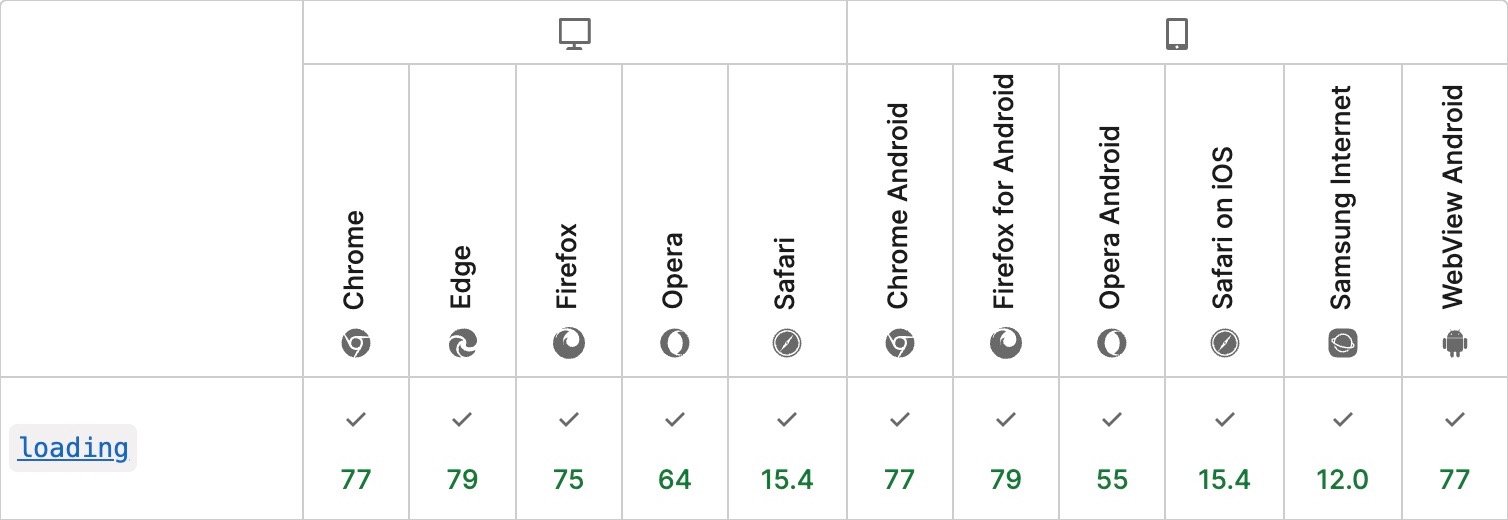 Chrome
Edge
Firefox
Opera
Safari
Chrome Android
Firefox for Android
Opera Android
Safari on iOS
Samsung Internet
WebView Android
loading
77
79
75
64
15.4
77
79
55
15.4
12.0
77